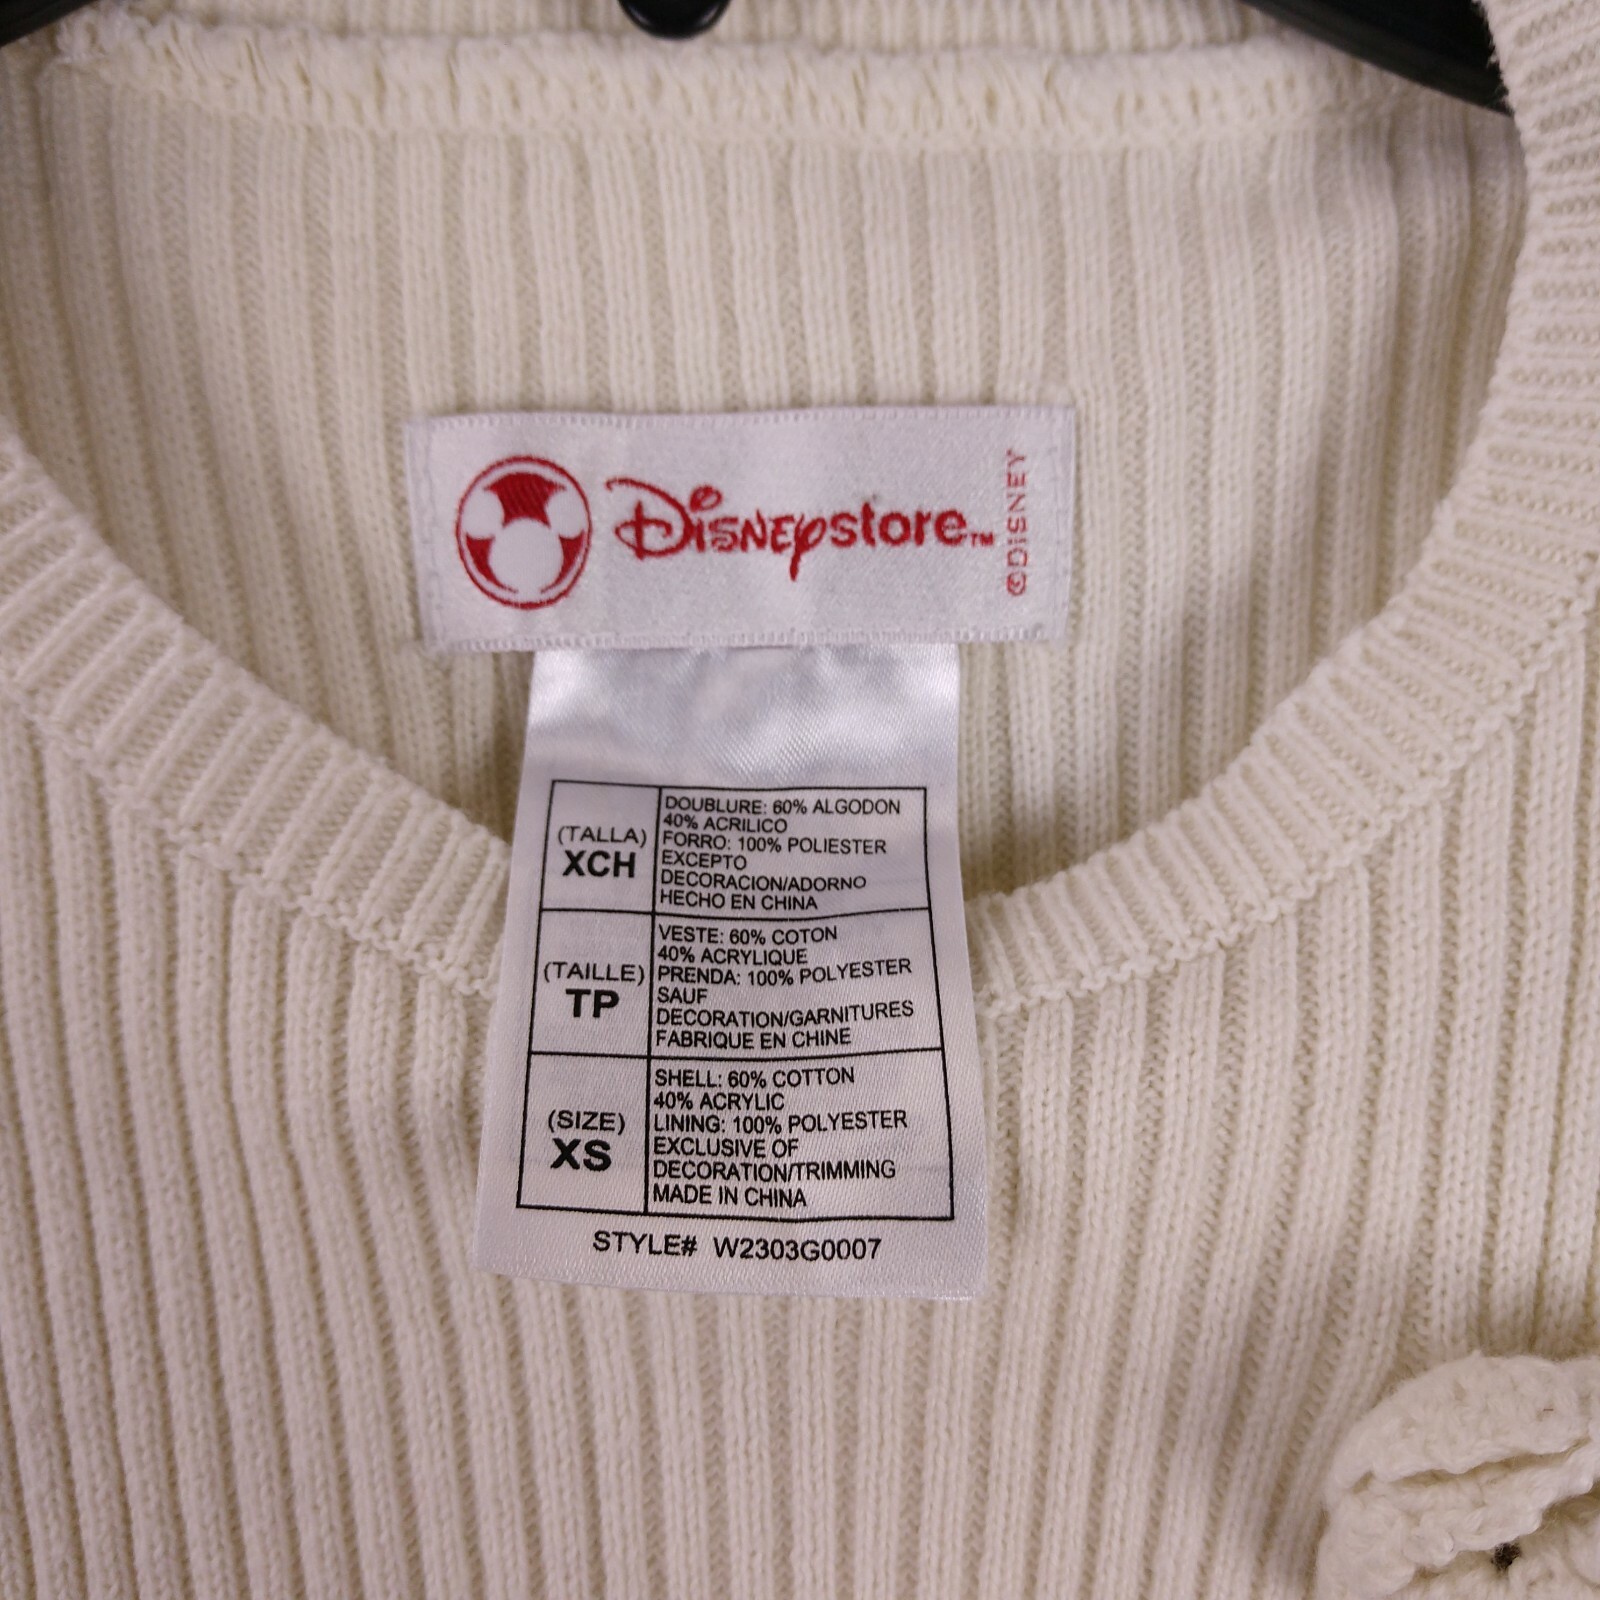 Disney store™
©DISNEY
(TALLA)
XCH
DOUBLURE: 60% ALGODON
40% ACRILICO
FORRO: 100% POLIESTER
EXCEPTO
DECORACION/ADORNO
HECHO EN CHINA
(TAILLE)
TP
VESTE: 60% COTON
40% ACRYLIQUE
PRENDA: 100% POLYESTER
SAUF
DECORATION/GARNITURES
FABRIQUE EN CHINE
(SIZE)
XS
SHELL: 60% COTTON
40% ACRYLIC
LINING: 100% POLYESTER
EXCLUSIVE OF
DECORATION/TRIMMING
MADE IN CHINA
STYLE# W2303G0007